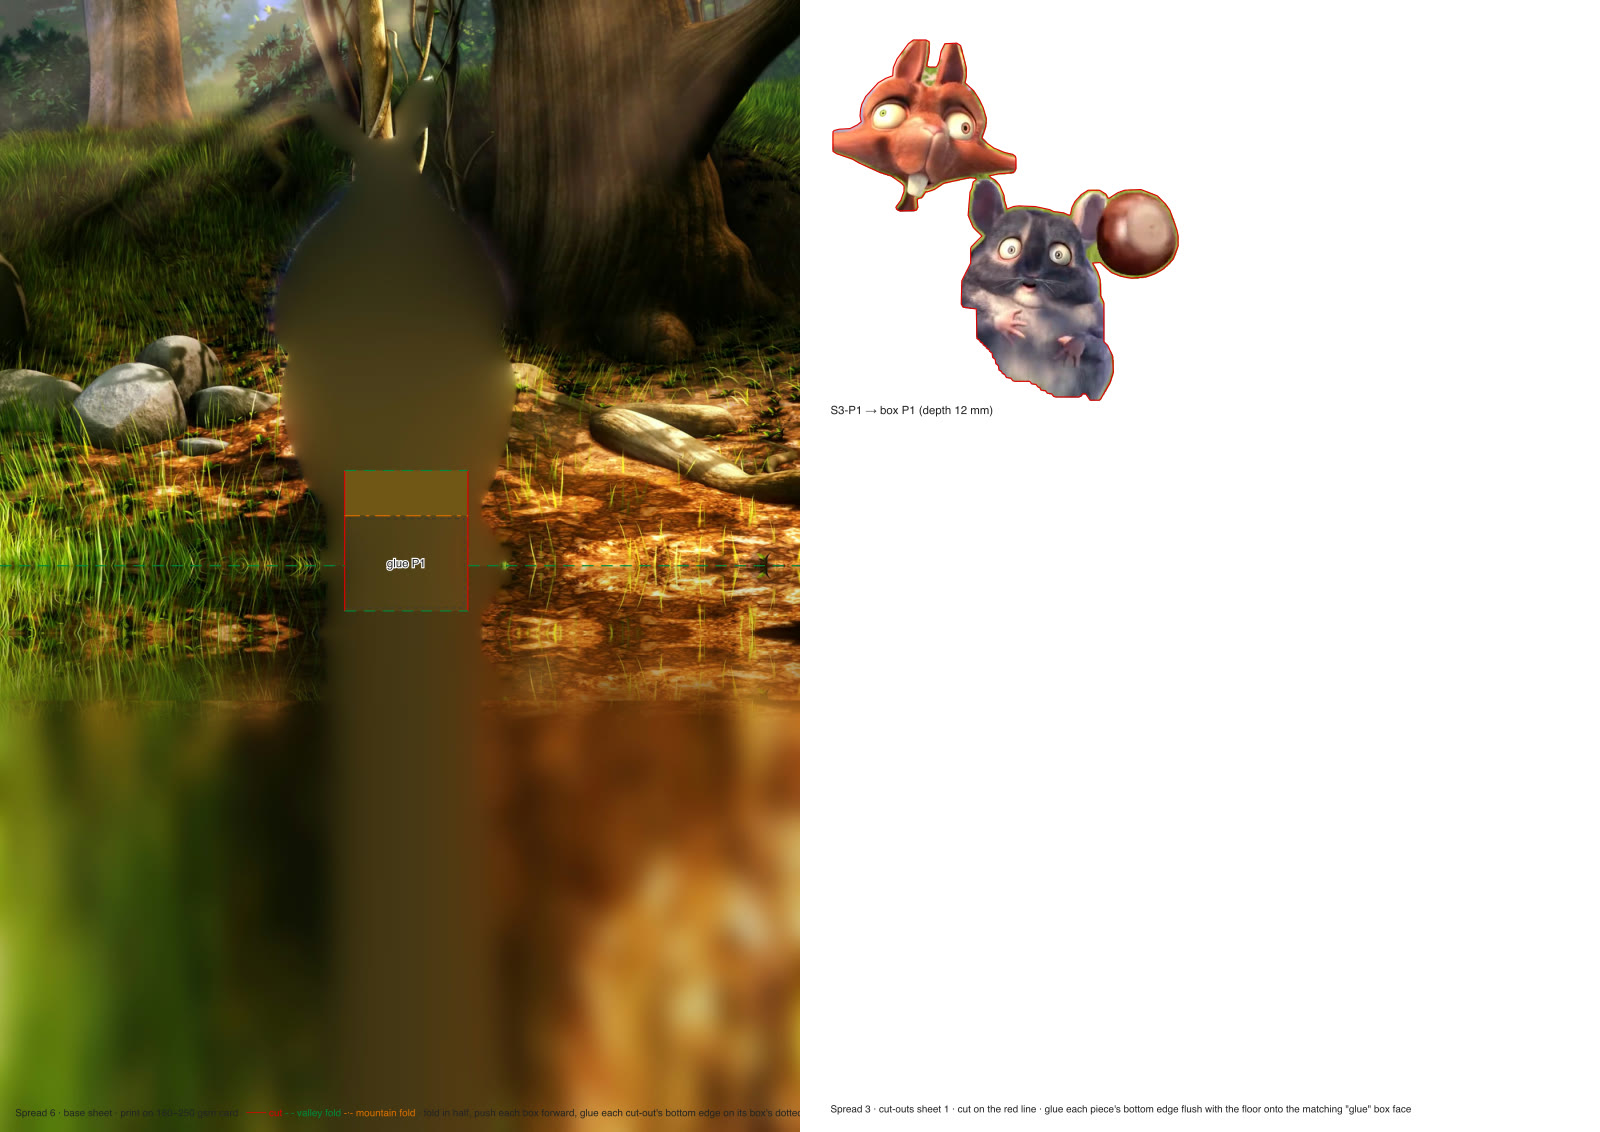 glue P1
Spread 6 · base sheet · print on 160–250 gsm card · cut -·- valley fold -·- mountain fold · fold in half, push each box forward, glue each cut-out's bottom edge on its box's dotted
S3-P1 → box P1 (depth 12 mm)
Spread 3 · cut-outs sheet 1 · cut on the red line · glue each piece's bottom edge flush with the floor onto the matching "glue" box face